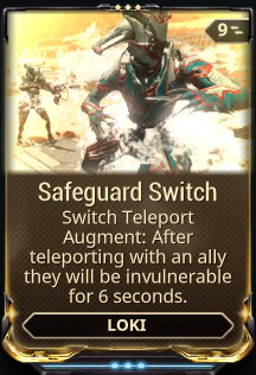 9
Safeguard Switch
Switch Teleport
Augment: After
teleporting with an ally
they will be invulnerable
for 6 seconds.
LOKI